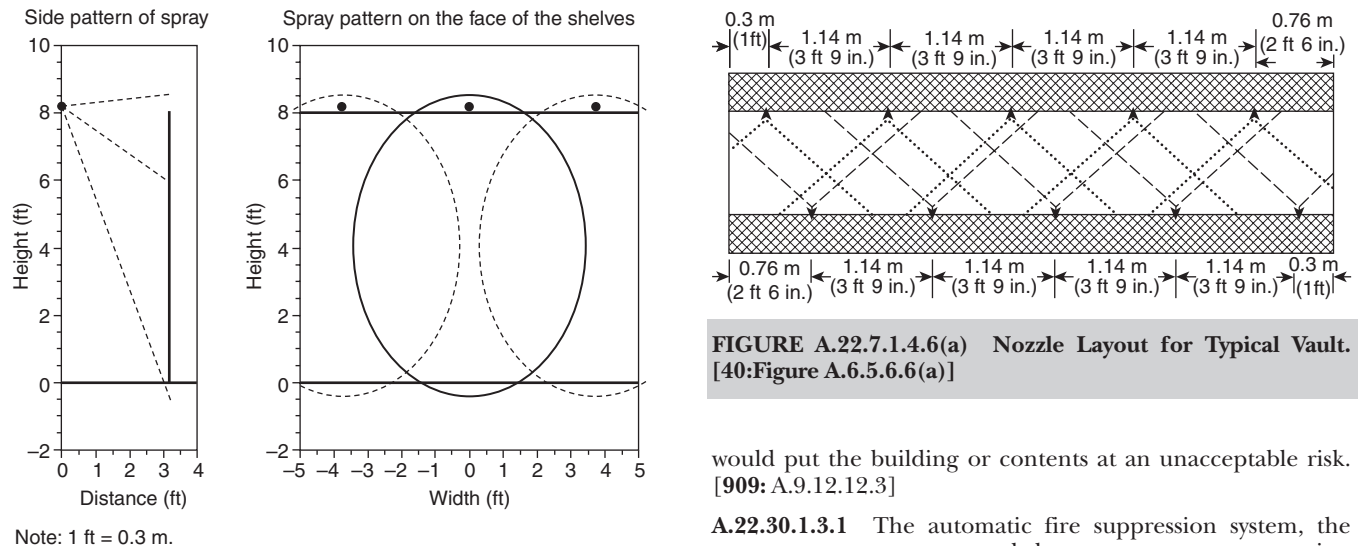 Side pattern of spray
10
8
6
4
2
0
–2
Height (ft)
0 1 2 3 4
Distance (ft)
Note: 1 ft = 0.3 m.
Spray pattern on the face of the shelves
10
8
6
4
2
0
–2
Height (ft)
–5 –4 –3 –2 –1 0 1 2 3 4 5
Width (ft)
0.3 m 1.14 m 1.14 m 1.14 m 1.14 m 0.76 m
(1ft) (3 ft 9 in.) (3 ft 9 in.) (3 ft 9 in.) (3 ft 9 in.) (2 ft 6 in.)
0.76 m 1.14 m 1.14 m 1.14 m 1.14 m 0.3 m
(2 ft 6 in.) (3 ft 9 in.) (3 ft 9 in.) (3 ft 9 in.) (3 ft 9 in.) (1ft)
FIGURE A.22.7.1.4.6(a) Nozzle Layout for Typical Vault.
[40:Figure A.6.5.6.6(a)]
would put the building or contents at an unacceptable risk.
[909: A.9.12.12.3]
A.22.30.1.3.1 The automatic fire suppression system, the